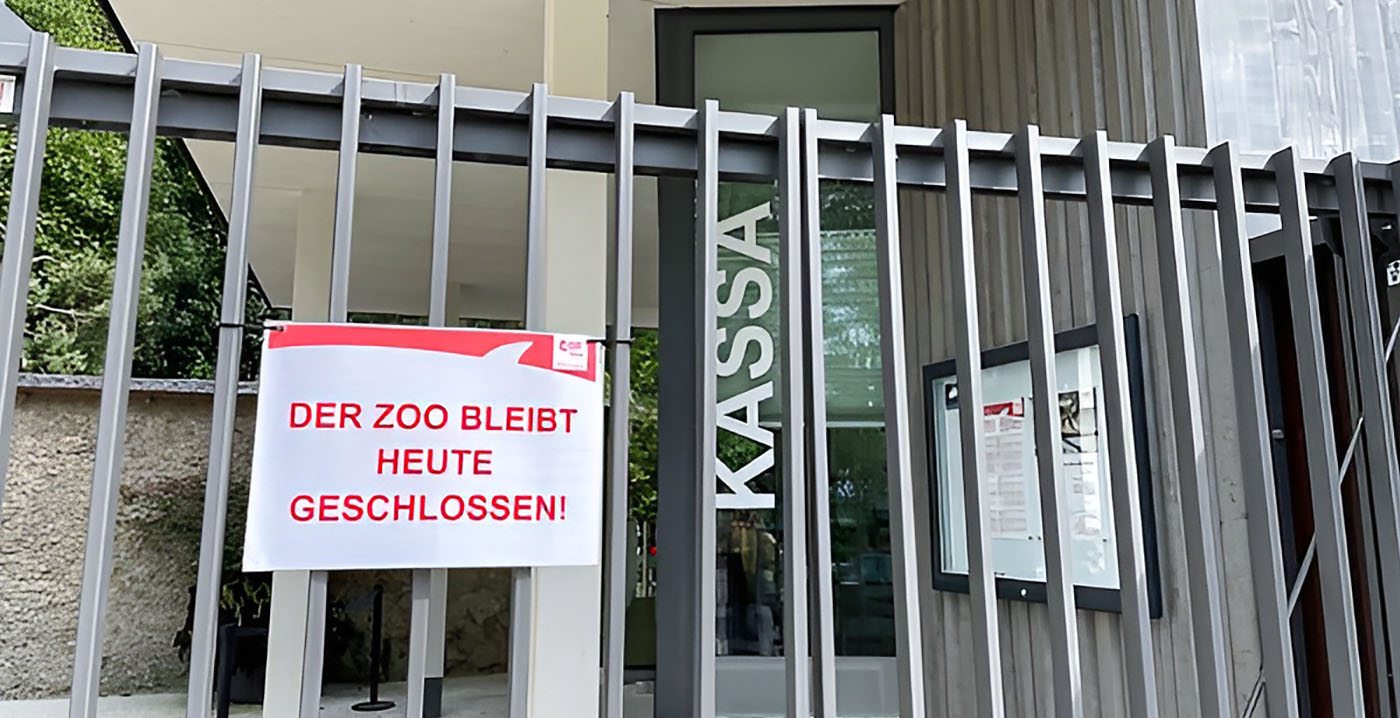 DER ZOO BLEIBT
HEUTE
GESCHLOSSEN!
KASSA